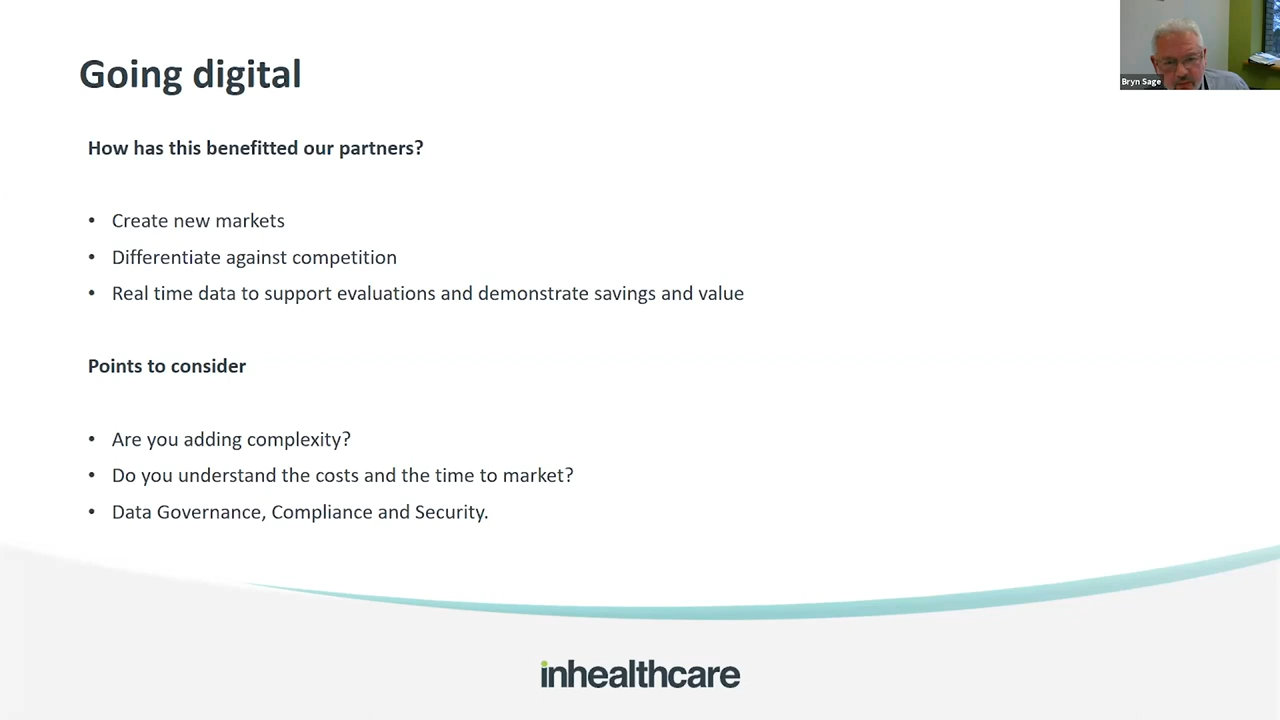 Going digital
Bryn Sage
How has this benefitted our partners?
• Create new markets
• Differentiate against competition
• Real time data to support evaluations and demonstrate savings and value
Points to consider
• Are you adding complexity?
• Do you understand the costs and the time to market?
• Data Governance, Compliance and Security.
inhealthcare